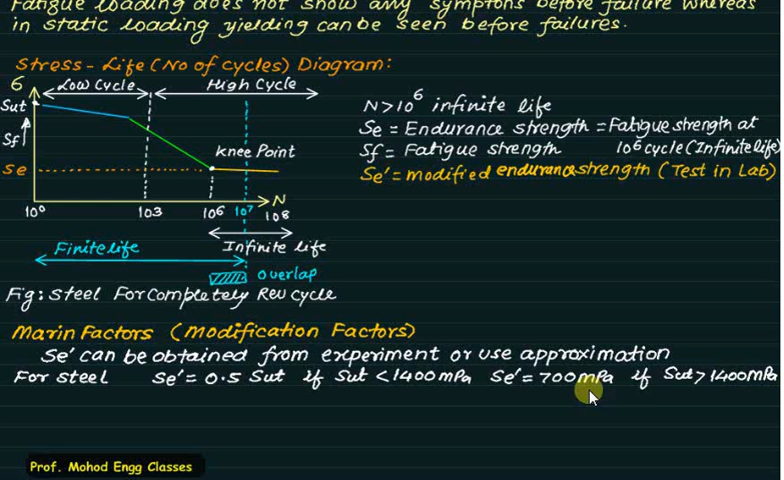 Fatigue loading does not show any symptons before failure whereas
in static loading yielding can be seen before failures.
Stress - Life (No of cycles) Diagram:
6
Low Cycle
High Cycle
Sut
Sf
Se
knee Point
N
10⁰
103
10⁶
10⁷
10⁸
Finite life
Infinite life
overlap
Fig: Steel For Completely Rev cycle
N > 10⁶ infinite life
Se = Endurance strength = Fatigue strength at
Sf = Fatigue strength 10⁶ cycle (Infinite life)
Se' = modified endurance strength (Test in Lab)
Marin Factors (Modification Factors)
Se' can be obtained from experiment or use approximation
For steel Se' = 0.5 Sut if Sut < 1400 mPa Se' = 700 mPa if Sut > 1400 mPa
Prof. Mohod Engg Classes